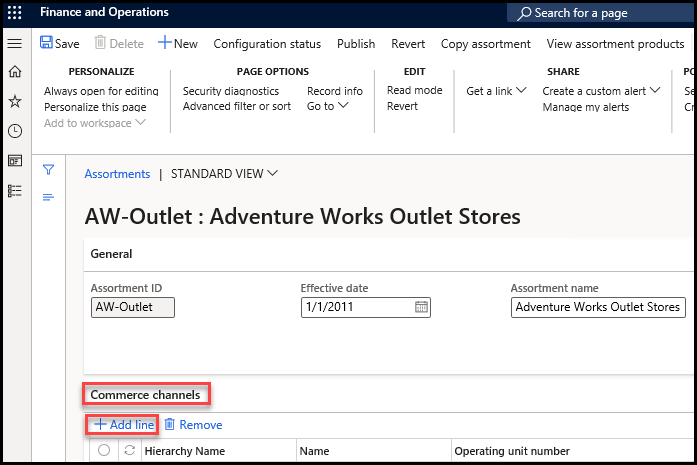 Finance and Operations
Search for a page
Save Delete New Configuration status Publish Revert Copy assortment View assortment products
PERSONALIZE
Always open for editing
Personalize this page
Add to workspace
PAGE OPTIONS
Security diagnostics
Advanced filter or sort
Record info
Go to
EDIT
Read mode
Revert
SHARE
Get a link
Create a custom alert
Manage my alerts
PO
Se
Cr
Assortments | STANDARD VIEW
AW-Outlet : Adventure Works Outlet Stores
General
Assortment ID Effective date Assortment name
AW-Outlet 1/1/2011 Adventure Works Outlet Stores
Commerce channels
+ Add line Remove
Hierarchy Name Name Operating unit number